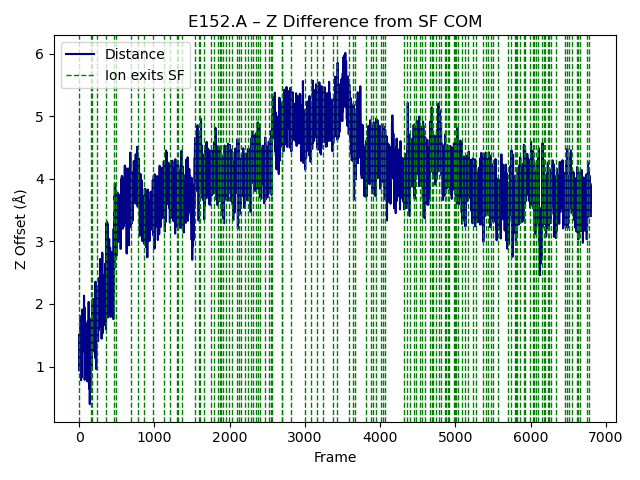 E152.A – Z Difference from SF COM
Distance
Ion exits SF
Z Offset (Å)
6
5
4
3
2
1
0
1000
2000
3000
4000
5000
6000
7000
Frame